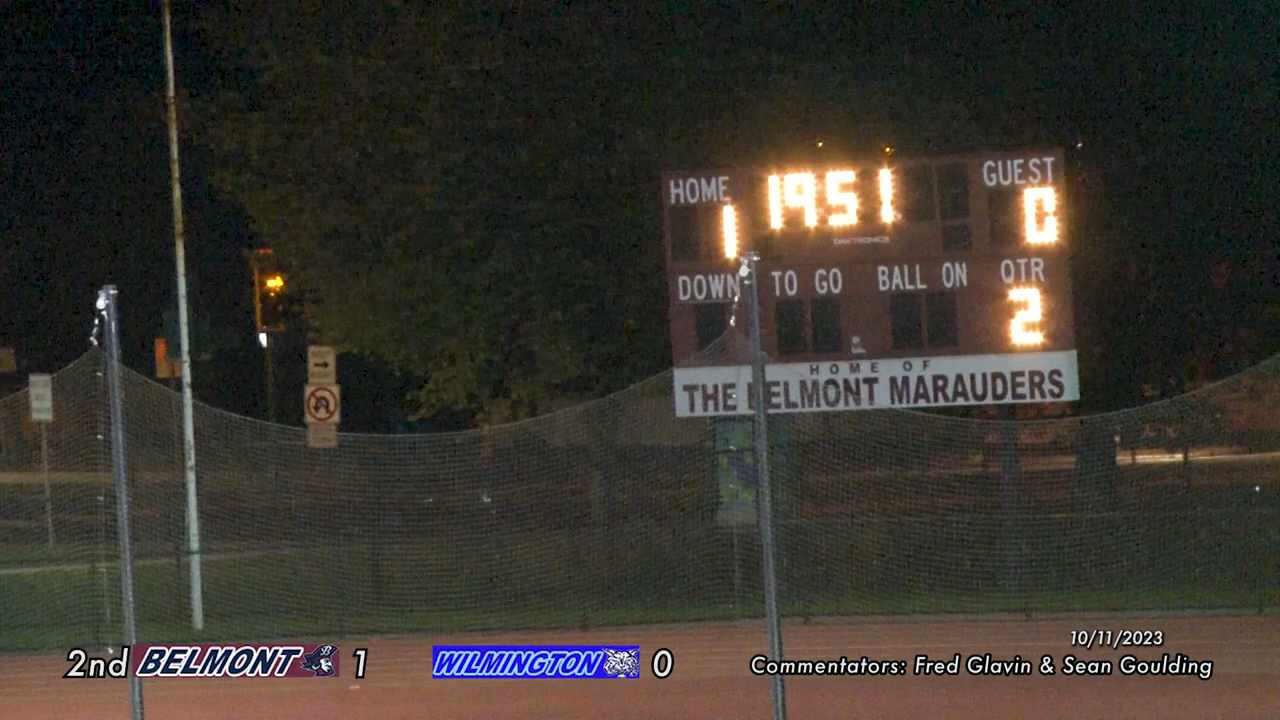 HOME 1951 GUEST
1 0
DAKTRONICS
DOWN TO GO BALL ON QTR
2
HOME OF
THE BELMONT MARAUDERS
10/11/2023
2nd BELMONT 1 WILMINGTON 0 Commentators: Fred Glavin & Sean Goulding